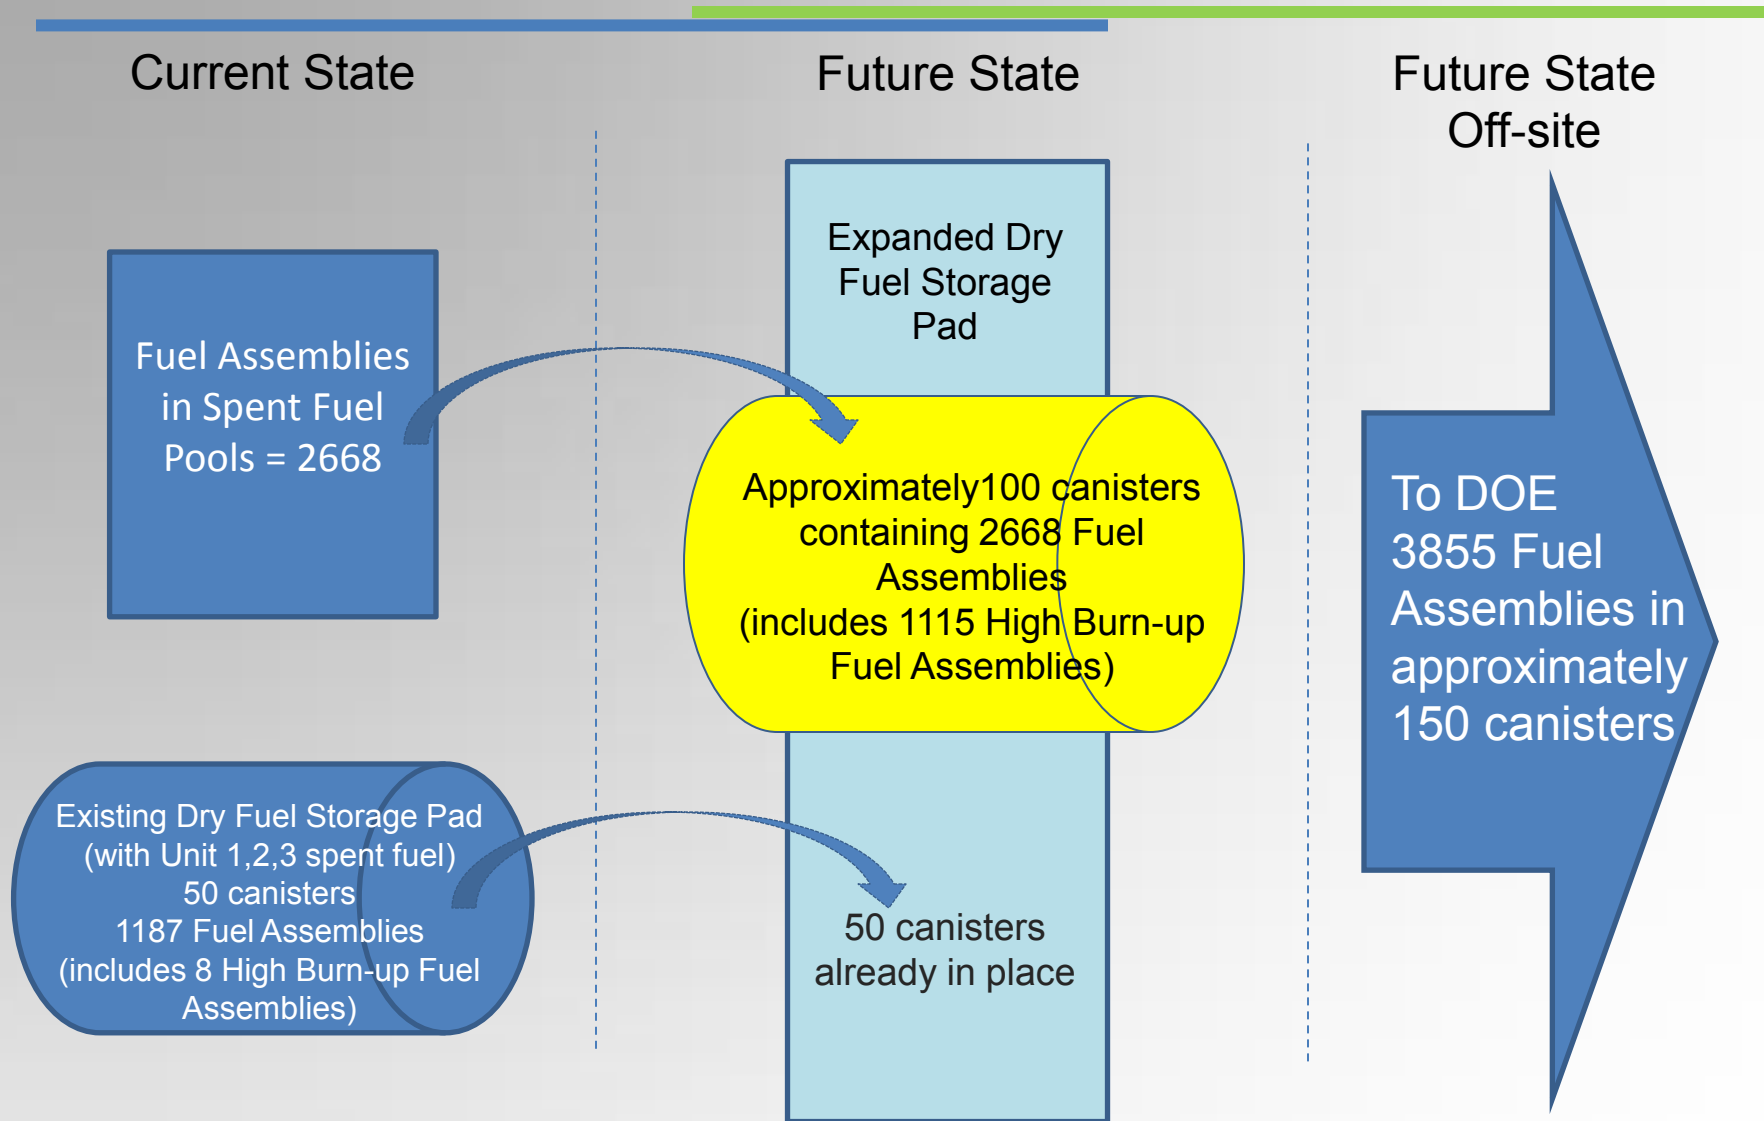 Current State
Future State
Future State
Off-site
Fuel Assemblies
in Spent Fuel
Pools = 2668
Existing Dry Fuel Storage Pad
(with Unit 1,2,3 spent fuel)
50 canisters
1187 Fuel Assemblies
(includes 8 High Burn-up Fuel
Assemblies)
Expanded Dry
Fuel Storage
Pad
Approximately100 canisters
containing 2668 Fuel
Assemblies
(includes 1115 High Burn-up
Fuel Assemblies)
50 canisters
already in place
To DOE
3855 Fuel
Assemblies in
approximately
150 canisters